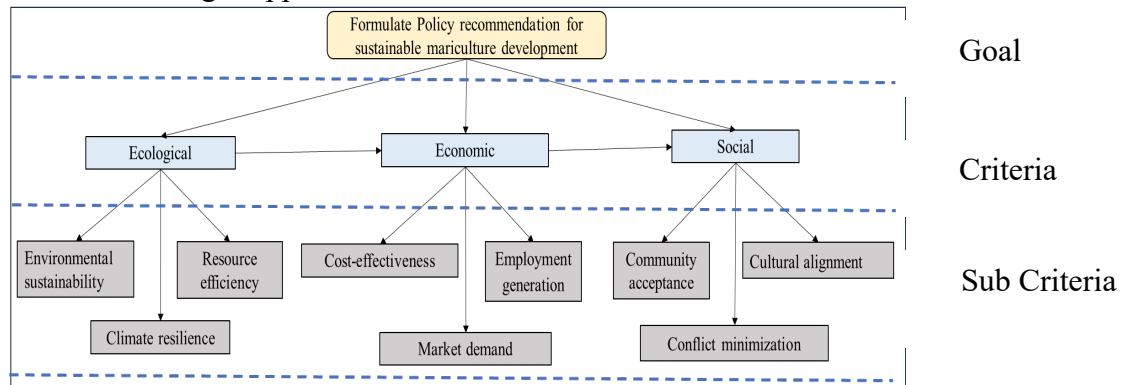 Formulate Policy recommendation for
sustainable mariculture development
Goal
Ecological
Economic
Social
Criteria
Environmental
sustainability
Resource
efficiency
Climate resilience
Cost-effectiveness
Employment
generation
Market demand
Community
acceptance
Cultural alignment
Conflict minimization
Sub Criteria